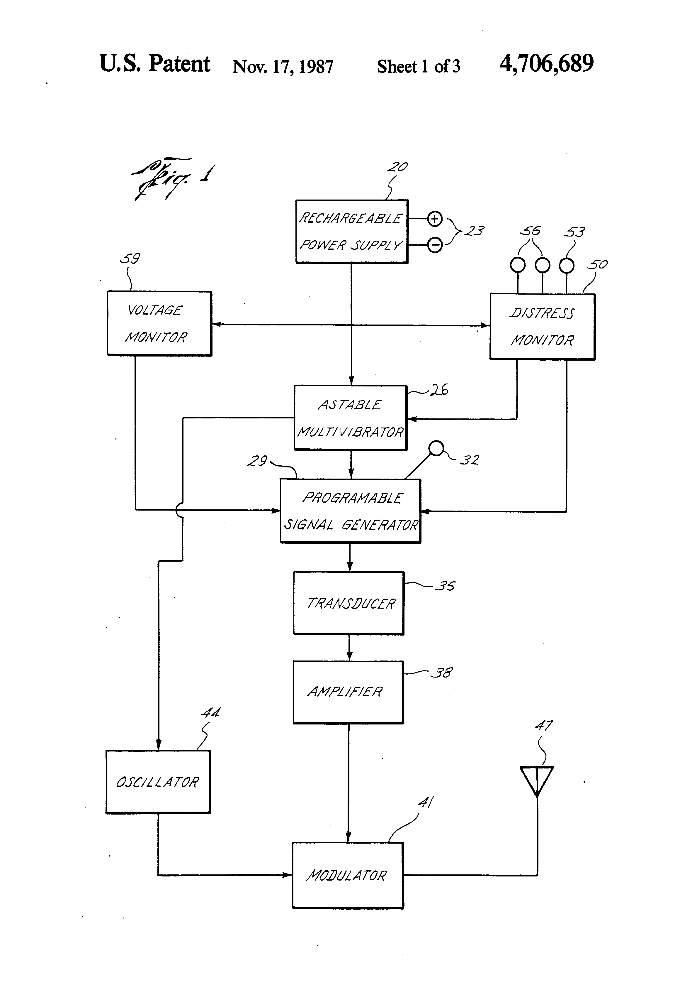 U.S. Patent Nov. 17, 1987 Sheet 1 of 3 4,706,689
Fig. 1
20
RECHARGEABLE
POWER SUPPLY
+
−
23
56
53
50
59
VOLTAGE
MONITOR
DISTRESS
MONITOR
26
ASTABLE
MULTIVIBRATOR
29
32
PROGRAMABLE
SIGNAL GENERATOR
35
TRANSDUCER
38
AMPLIFIER
44
47
OSCILLATOR
41
MODULATOR